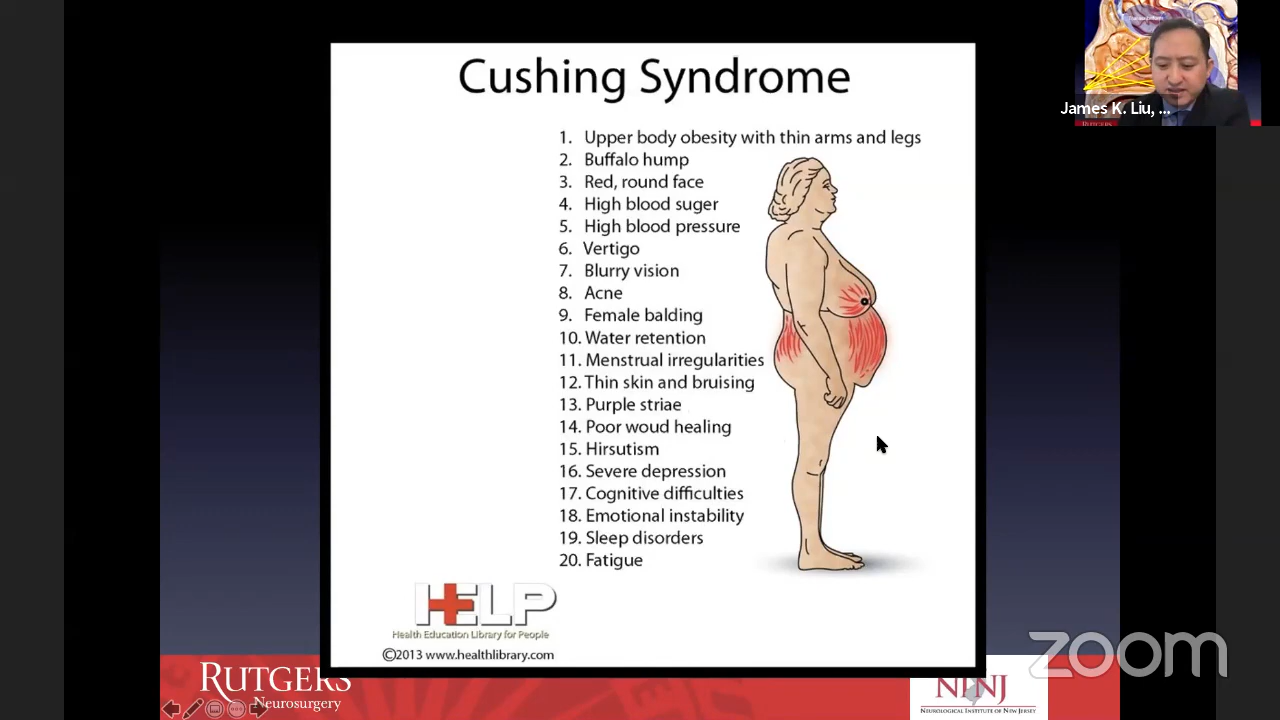 Cushing Syndrome
1. Upper body obesity with thin arms and legs
2. Buffalo hump
3. Red, round face
4. High blood suger
5. High blood pressure
6. Vertigo
7. Blurry vision
8. Acne
9. Female balding
10. Water retention
11. Menstrual irregularities
12. Thin skin and bruising
13. Purple striae
14. Poor woud healing
15. Hirsutism
16. Severe depression
17. Cognitive difficulties
18. Emotional instability
19. Sleep disorders
20. Fatigue
HELP
Health Education Library for People
©2013 www.healthlibrary.com
James K. Liu, ...
RUTGERS
Neurosurgery
NINJ
NEUROLOGICAL INSTITUTE OF NEW JERSEY
zoom